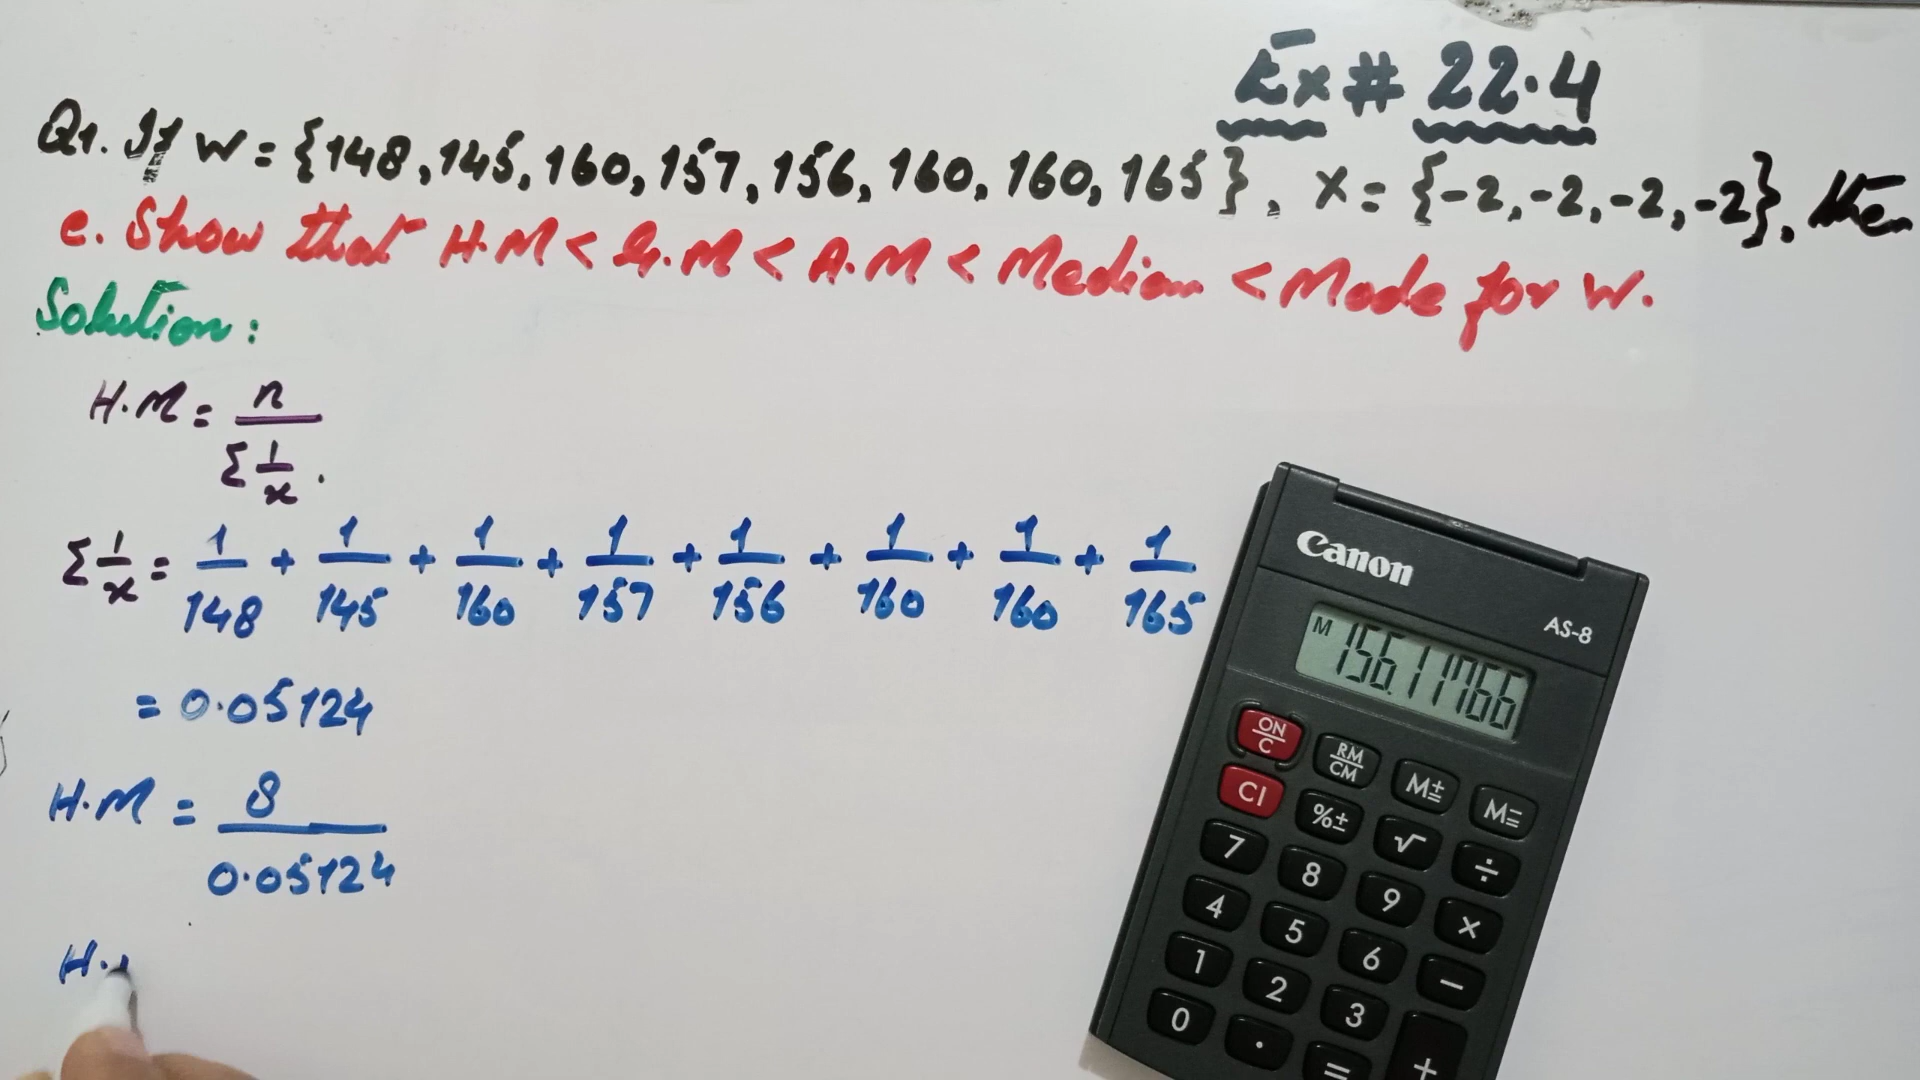 Ex # 22.4
Q1. If W = {148, 145, 160, 157, 156, 160, 160, 165}, X = {-2, -2, -2, -2}, then
e. Show that H.M < G.M < A.M < Median < Mode for W.
Solution:
H.M = n / Σ 1/x .
Σ 1/x = 1/148 + 1/145 + 1/160 + 1/157 + 1/156 + 1/160 + 1/160 + 1/165
= 0.05124
H.M = 8 / 0.05124
H.
Canon
AS-8
M 156.11766
ON/C RM/CM M± M=
CI %± √ ÷
7 8 9 ×
4 5 6 −
1 2 3 +
0 . =